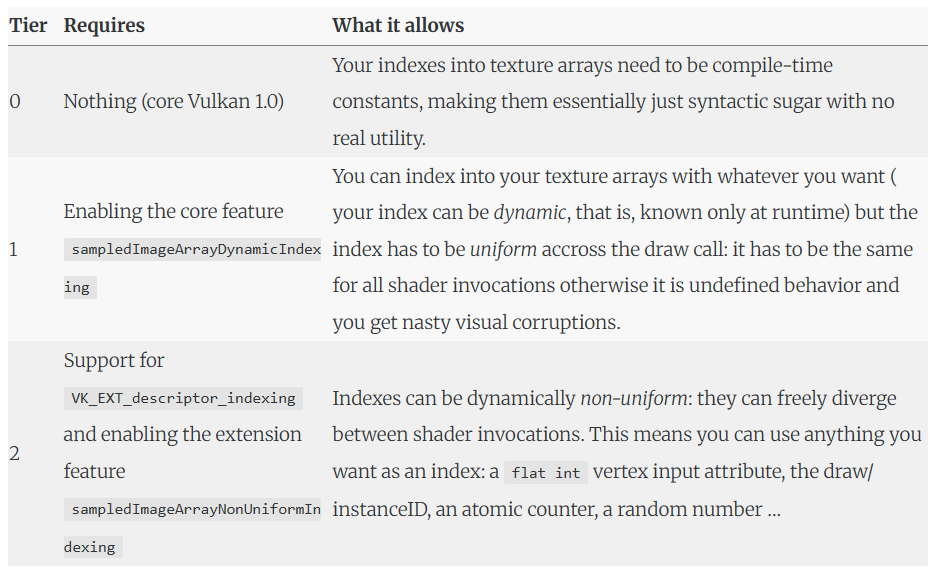 Tier Requires What it allows
0 Nothing (core Vulkan 1.0)
Your indexes into texture arrays need to be compile-time
constants, making them essentially just syntactic sugar with no
real utility.
1
Enabling the core feature
sampledImageArrayDynamicIndex
ing
You can index into your texture arrays with whatever you want (
your index can be dynamic, that is, known only at runtime) but the
index has to be uniform accross the draw call: it has to be the same
for all shader invocations otherwise it is undefined behavior and
you get nasty visual corruptions.
2
Support for
VK_EXT_descriptor_indexing
and enabling the extension
feature
sampledImageArrayNonUniformIn
dexing
Indexes can be dynamically non-uniform: they can freely diverge
between shader invocations. This means you can use anything you
want as an index: a flat int vertex input attribute, the draw/
instanceID, an atomic counter, a random number …